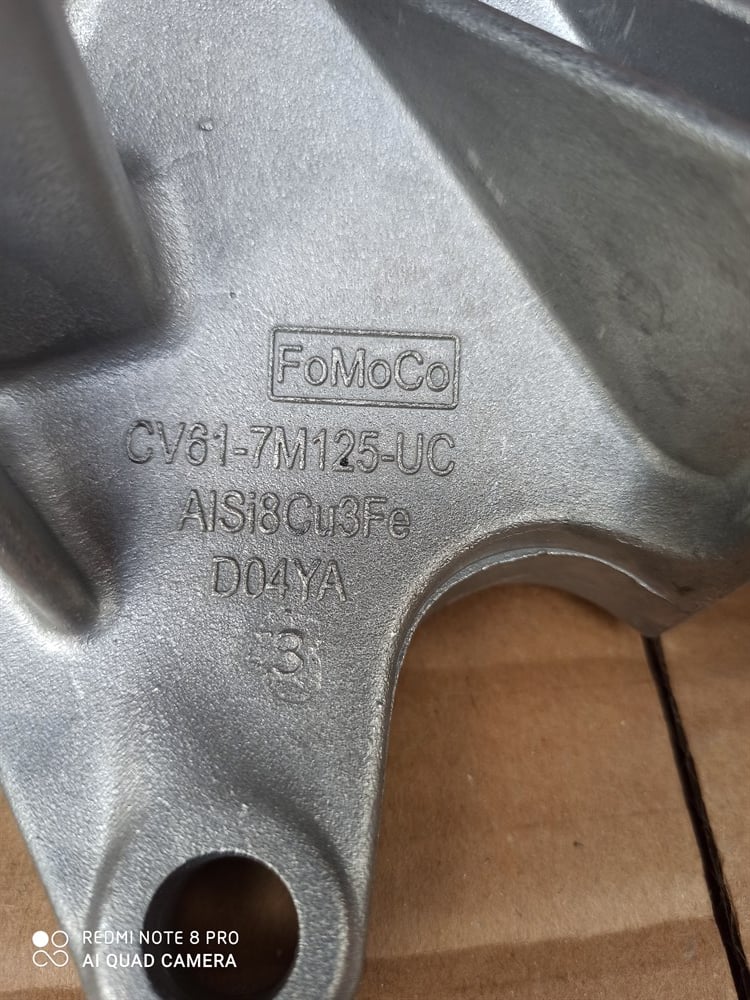 FoMoCo
CV61-7M125-UC
AlSi8Cu3Fe
D04YA
3
REDMI NOTE 8 PRO
AI QUAD CAMERA